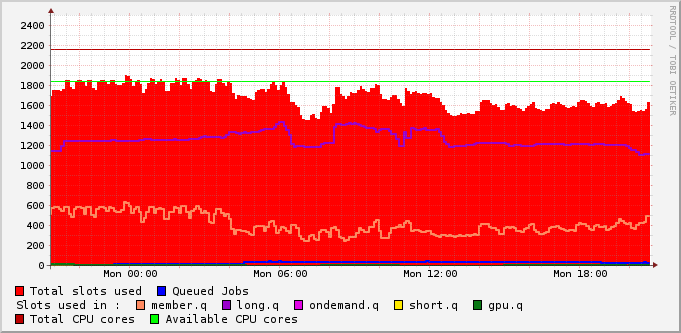 2400
2200
2000
1800
1600
1400
1200
1000
800
600
400
200
0
Mon 00:00 Mon 06:00 Mon 12:00 Mon 18:00
Total slots used Queued Jobs
Slots used in : member.q long.q ondemand.q short.q gpu.q
Total CPU cores Available CPU cores
RRDTOOL / TOBI OETIKER